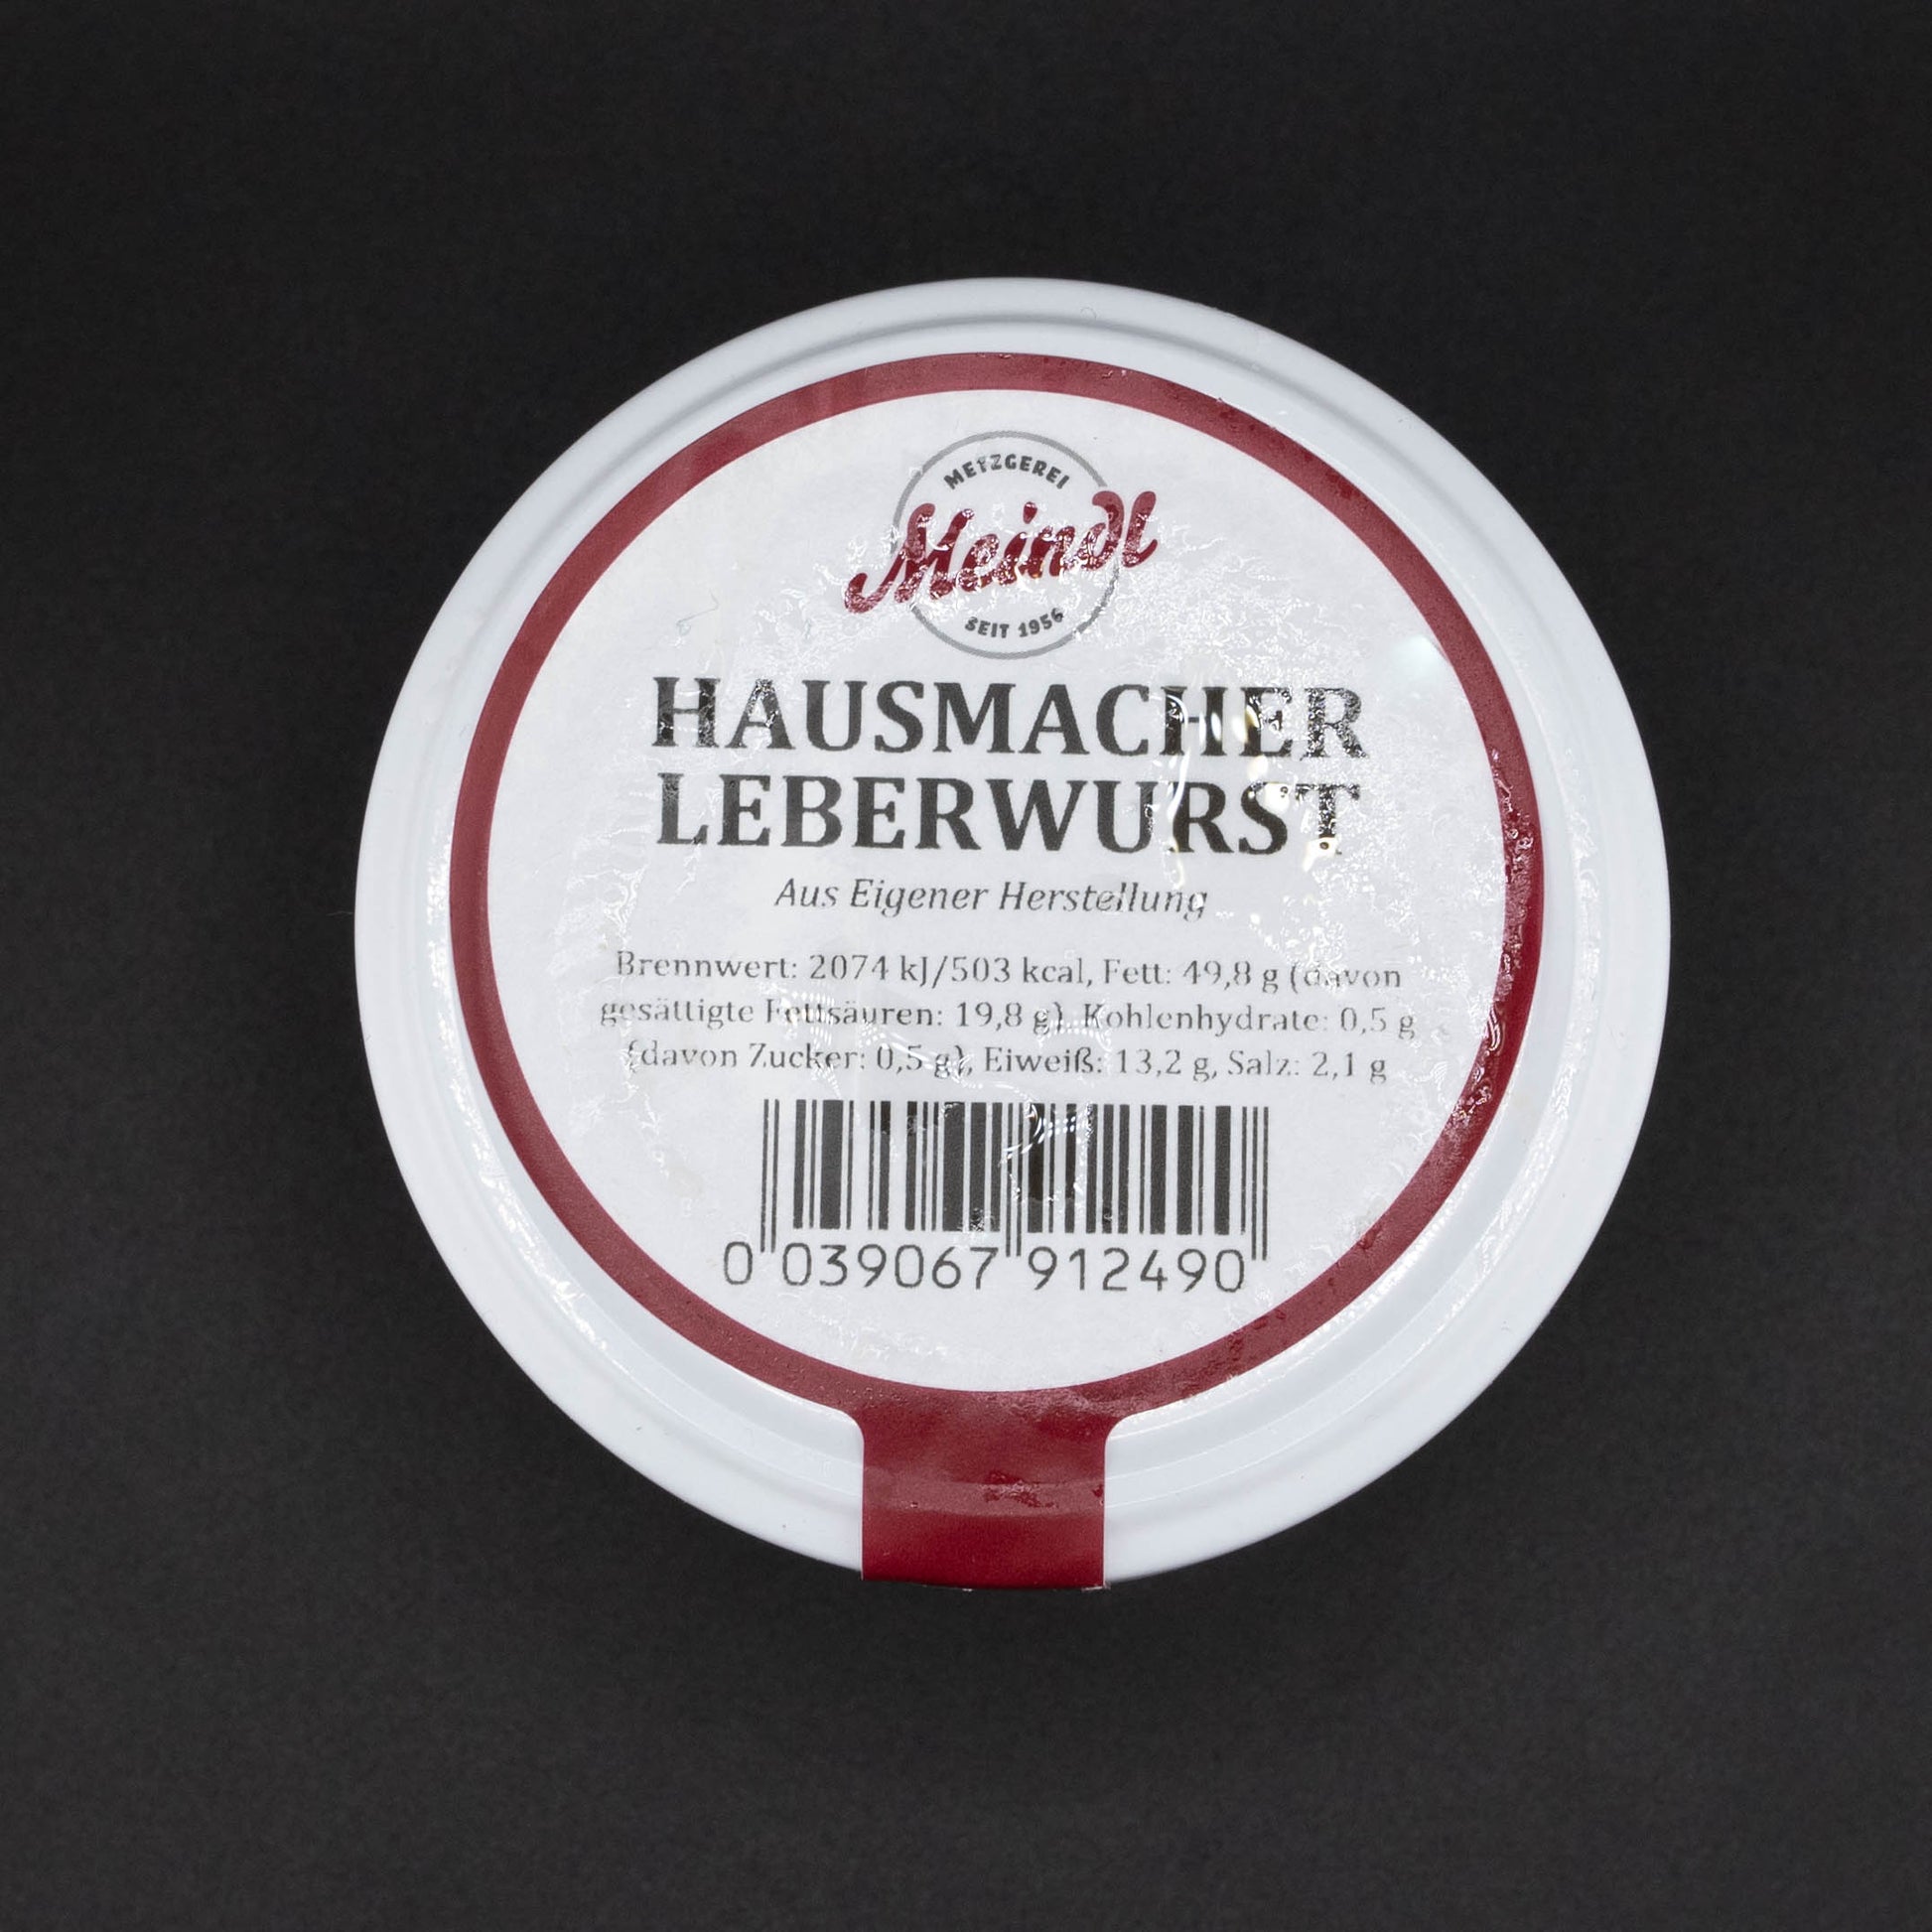 METZGEREI
Meindl
SEIT 1956
HAUSMACHER
LEBERWURST
Aus Eigener Herstellung
Brennwert: 2074 kJ/503 kcal, Fett: 49,8 g (davon
gesättigte Fettsäuren: 19,8 g), Kohlenhydrate: 0,5 g
(davon Zucker: 0,5 g), Eiweiß: 13,2 g, Salz: 2,1 g
0 039067 912490